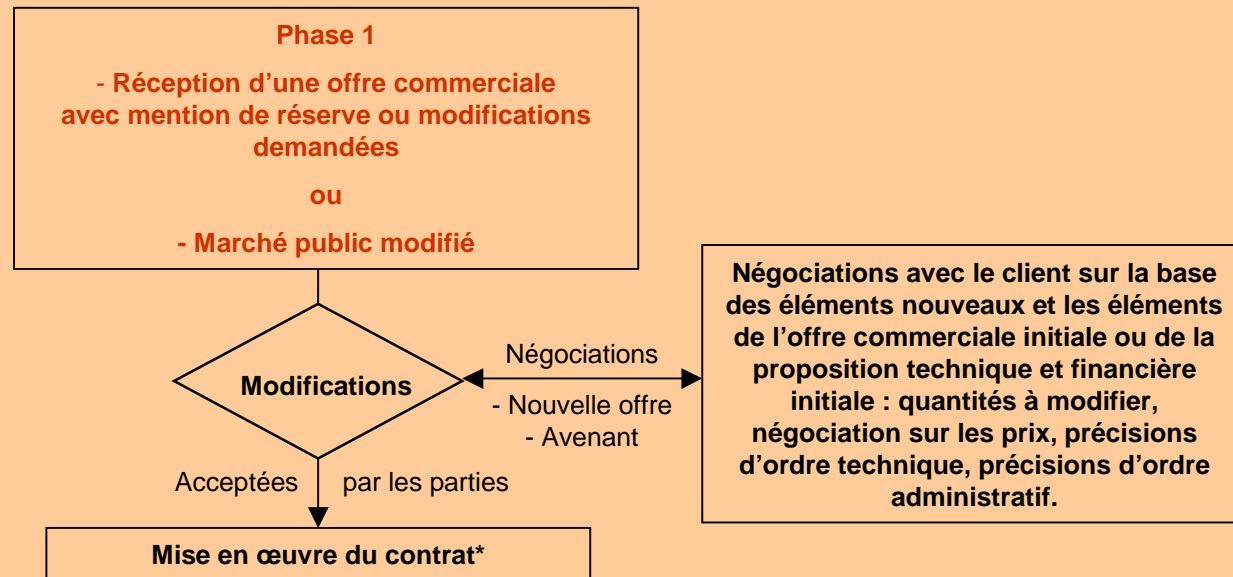 Phase 1
- Réception d’une offre commerciale
avec mention de réserve ou modifications
demandées
ou
- Marché public modifié
Modifications
Négociations
- Nouvelle offre
- Avenant
Négociations avec le client sur la base
des éléments nouveaux et les éléments
de l’offre commerciale initiale ou de la
proposition technique et financière
initiale : quantités à modifier,
négociation sur les prix, précisions
d’ordre technique, précisions d’ordre
administratif.
Acceptées par les parties
Mise en œuvre du contrat*